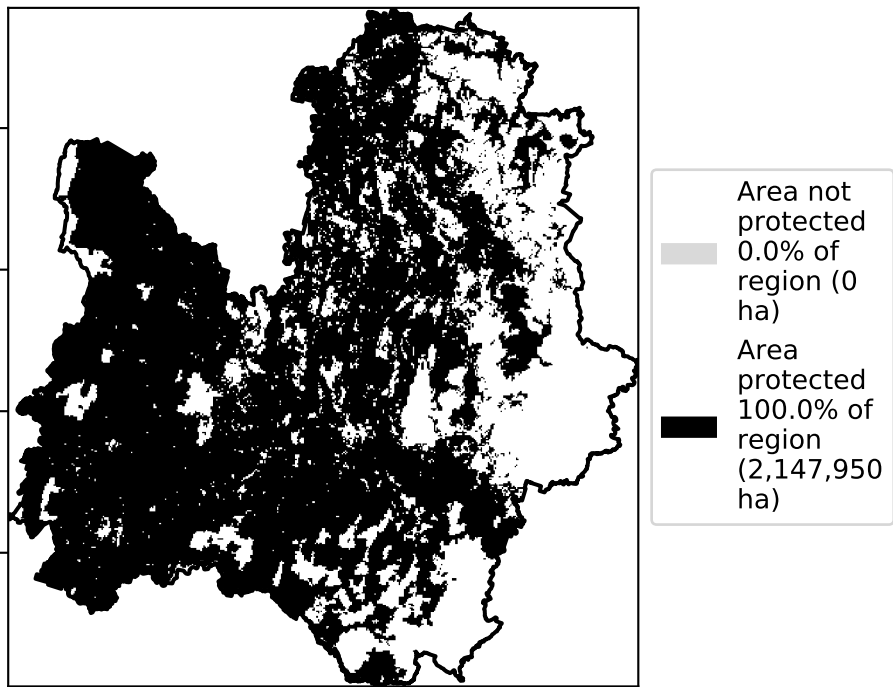 Area not
protected
0.0% of
region (0
ha)
Area
protected
100.0% of
region
(2,147,950
ha)